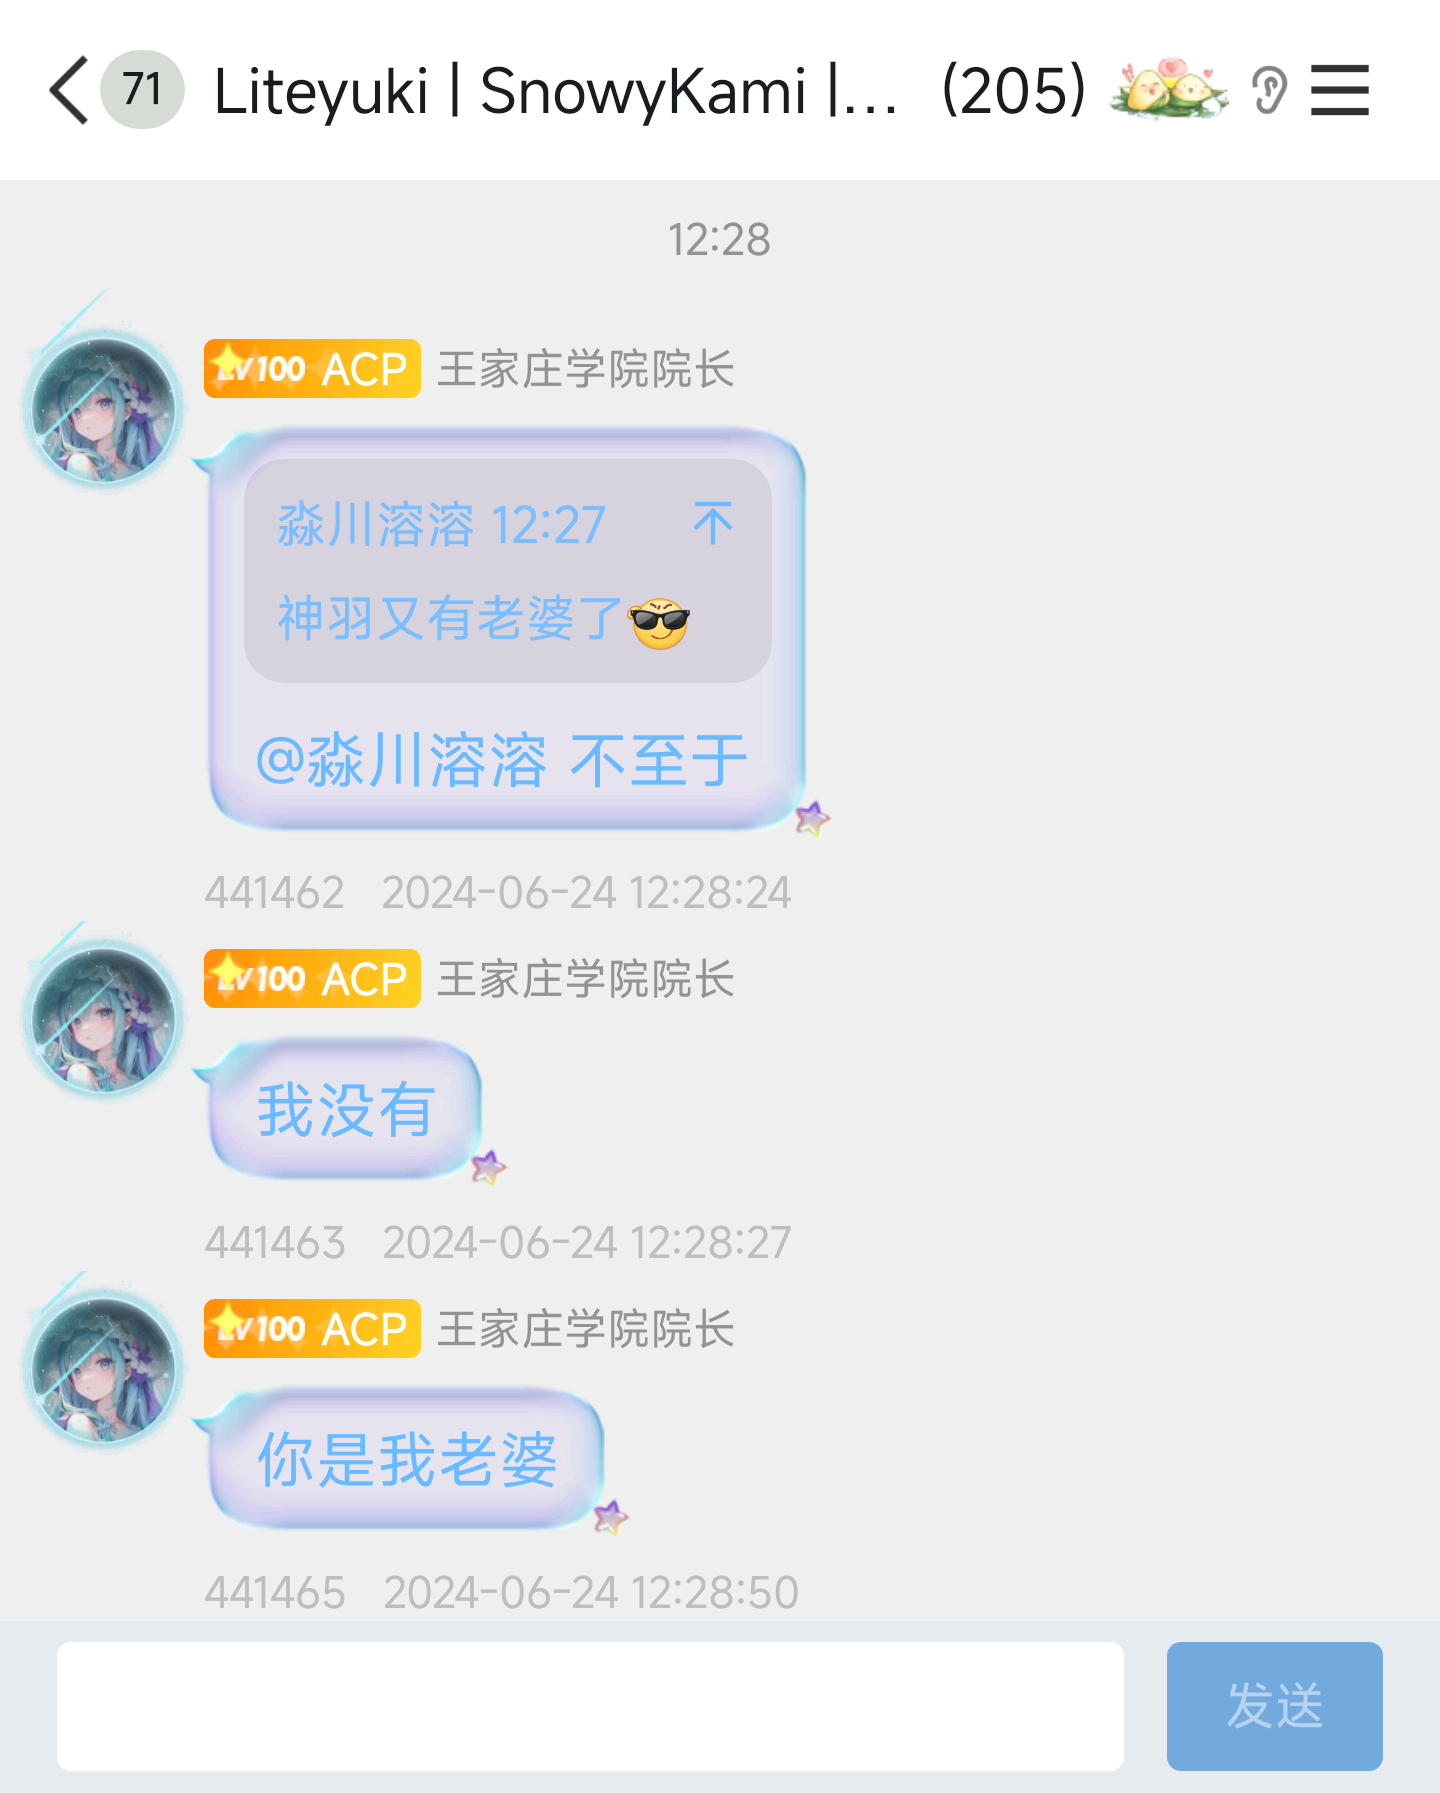 71 Liteyuki | SnowyKami |... (205)
12:28
LV100 ACP 王家庄学院院长
淼川溶溶 12:27
神羽又有老婆了
@淼川溶溶 不至于
441462 2024-06-24 12:28:24
LV100 ACP 王家庄学院院长
我没有
441463 2024-06-24 12:28:27
LV100 ACP 王家庄学院院长
你是我老婆
441465 2024-06-24 12:28:50
发送